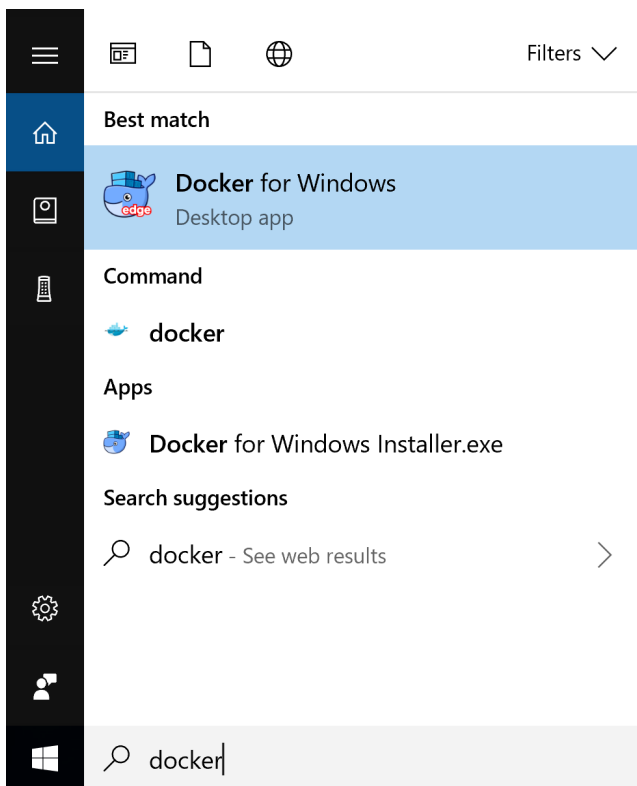 Filters
Best match
Docker for Windows
edge
Desktop app
Command
docker
Apps
Docker for Windows Installer.exe
Search suggestions
docker - See web results
docker